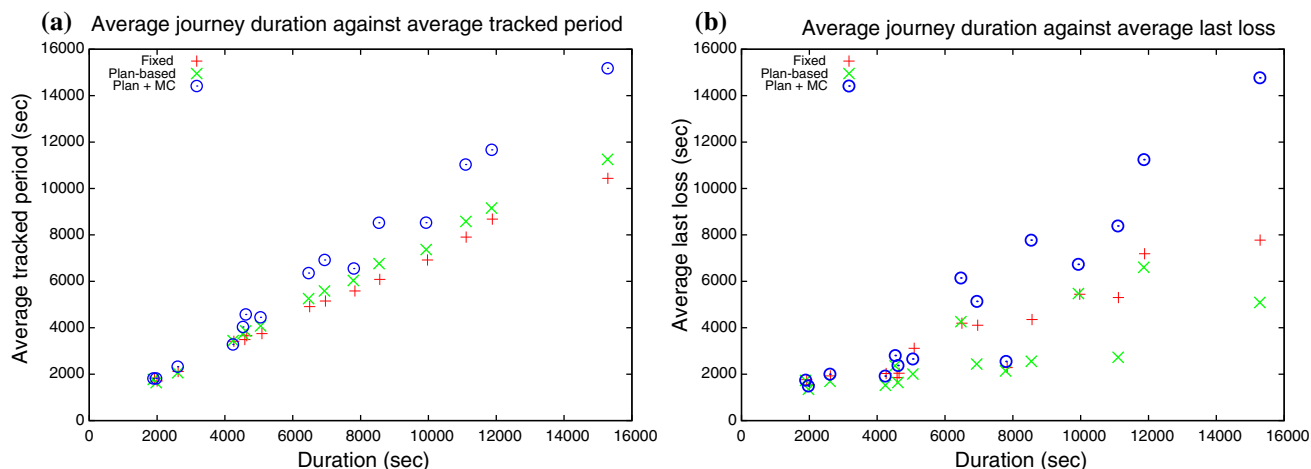 (a) Average journey duration against average tracked period
16000
14000
12000
10000
8000
6000
4000
2000
0
Average tracked period (sec)
Fixed
Plan-based
Plan + MC
0 2000 4000 6000 8000 10000 12000 14000 16000
Duration (sec)
(b) Average journey duration against average last loss
16000
14000
12000
10000
8000
6000
4000
2000
0
Average last loss (sec)
Fixed
Plan-based
Plan + MC
0 2000 4000 6000 8000 10000 12000 14000 16000
Duration (sec)